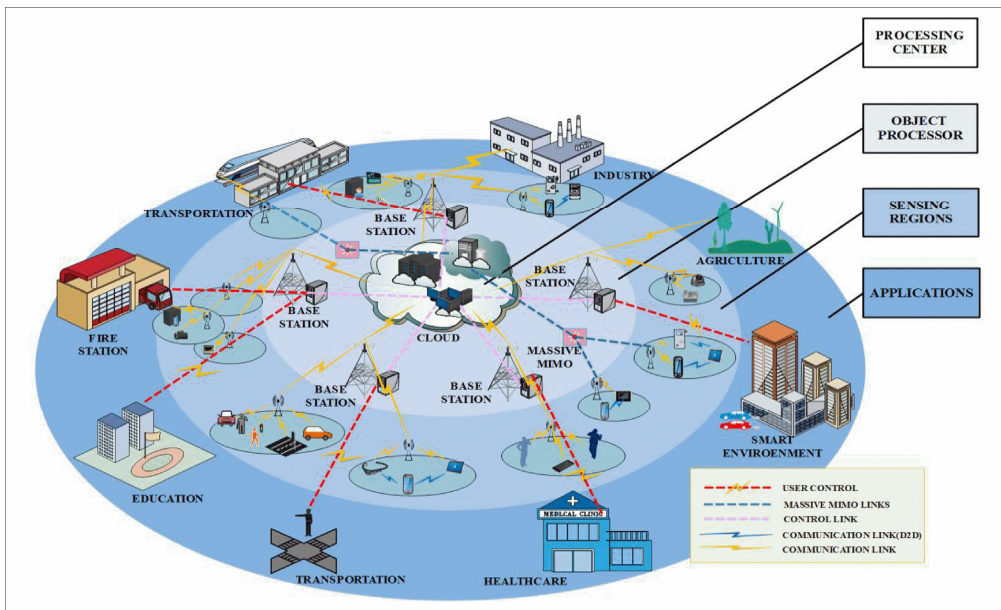 PROCESSING
CENTER
OBJECT
PROCESSOR
SENSING
REGIONS
APPLICATIONS
INDUSTRY
TRANSPORTATION
BASE
STATION
AGRICULTURE
BASE
STATION
FIRE
STATION
BASE
STATION
CLOUD
MASSIVE
MIMO
BASE
STATION
BASE
STATION
SMART
ENVIROENMENT
EDUCATION
TRANSPORTATION
MEDLCAL CLINIC
HEALTHCARE
USER CONTROL
MASSIVE MIMO LINKS
CONTROL LINK
COMMUNICATION LINK(D2D)
COMMUNICATION LINK